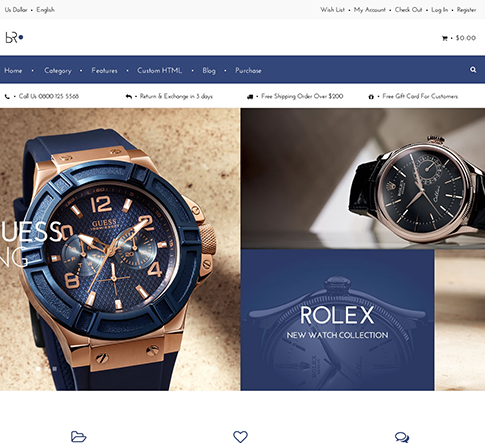 Us Dollar • English
Wish List • My Account • Check Out • Log In • Register
bR
$0.00
Home • Category • Features • Custom HTML • Blog • Purchase
• Call Us 0800 125 5568
• Return & Exchange in 3 days
• Free Shipping Order Over $200
• Free Gift Card For Customers
GUESS
UESS
NG
ROLEX
Cellini
ROLEX
NEW WATCH COLLECTION